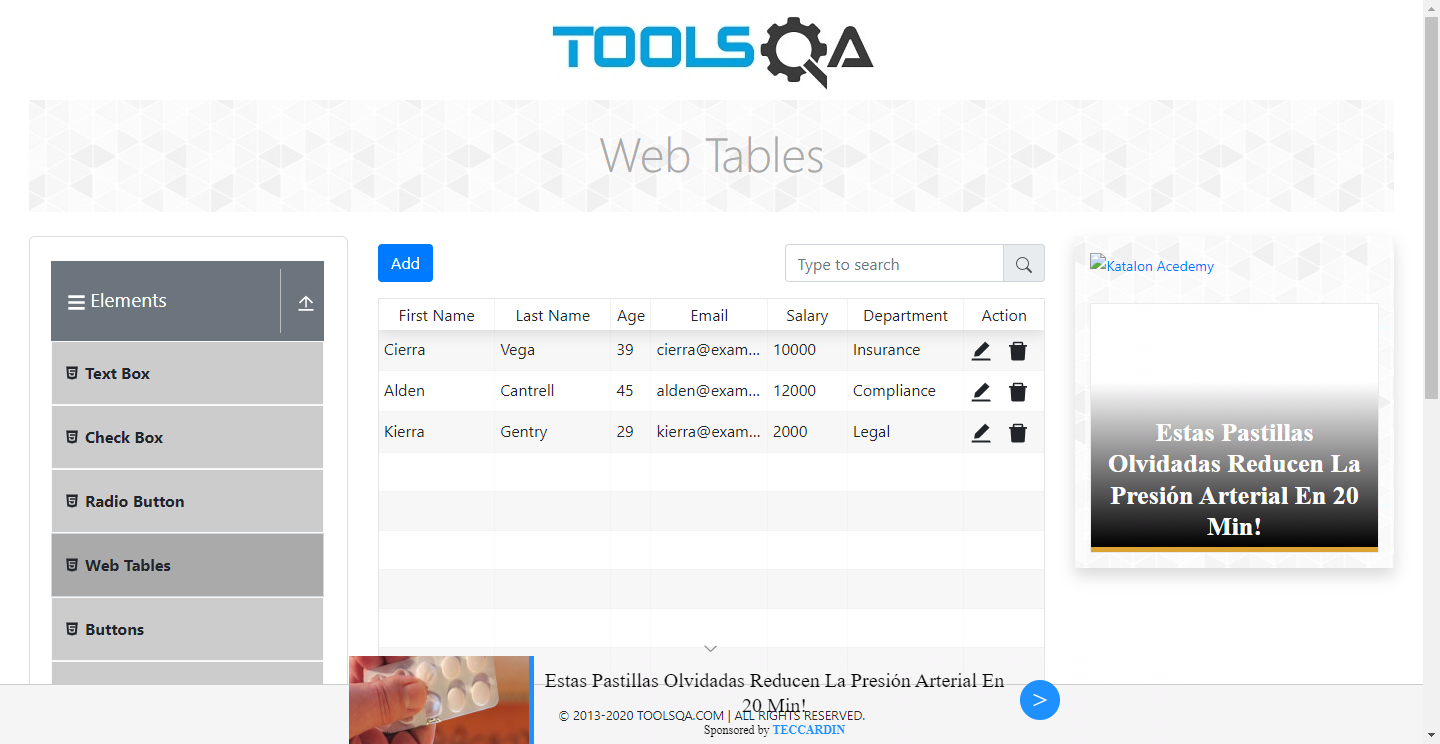 TOOLSQA
Web Tables
Elements
Text Box
Check Box
Radio Button
Web Tables
Buttons
Add
Type to search
First Name Last Name Age Email Salary Department Action
Cierra Vega 39 cierra@exam... 10000 Insurance
Alden Cantrell 45 alden@exam... 12000 Compliance
Kierra Gentry 29 kierra@exam... 2000 Legal
Katalon Acedemy
Estas Pastillas
Olvidadas Reducen La
Presión Arterial En 20
Min!
Estas Pastillas Olvidadas Reducen La Presión Arterial En
20 Min!
>
© 2013-2020 TOOLSQA.COM | ALL RIGHTS RESERVED.
Sponsored by TECCARDIN